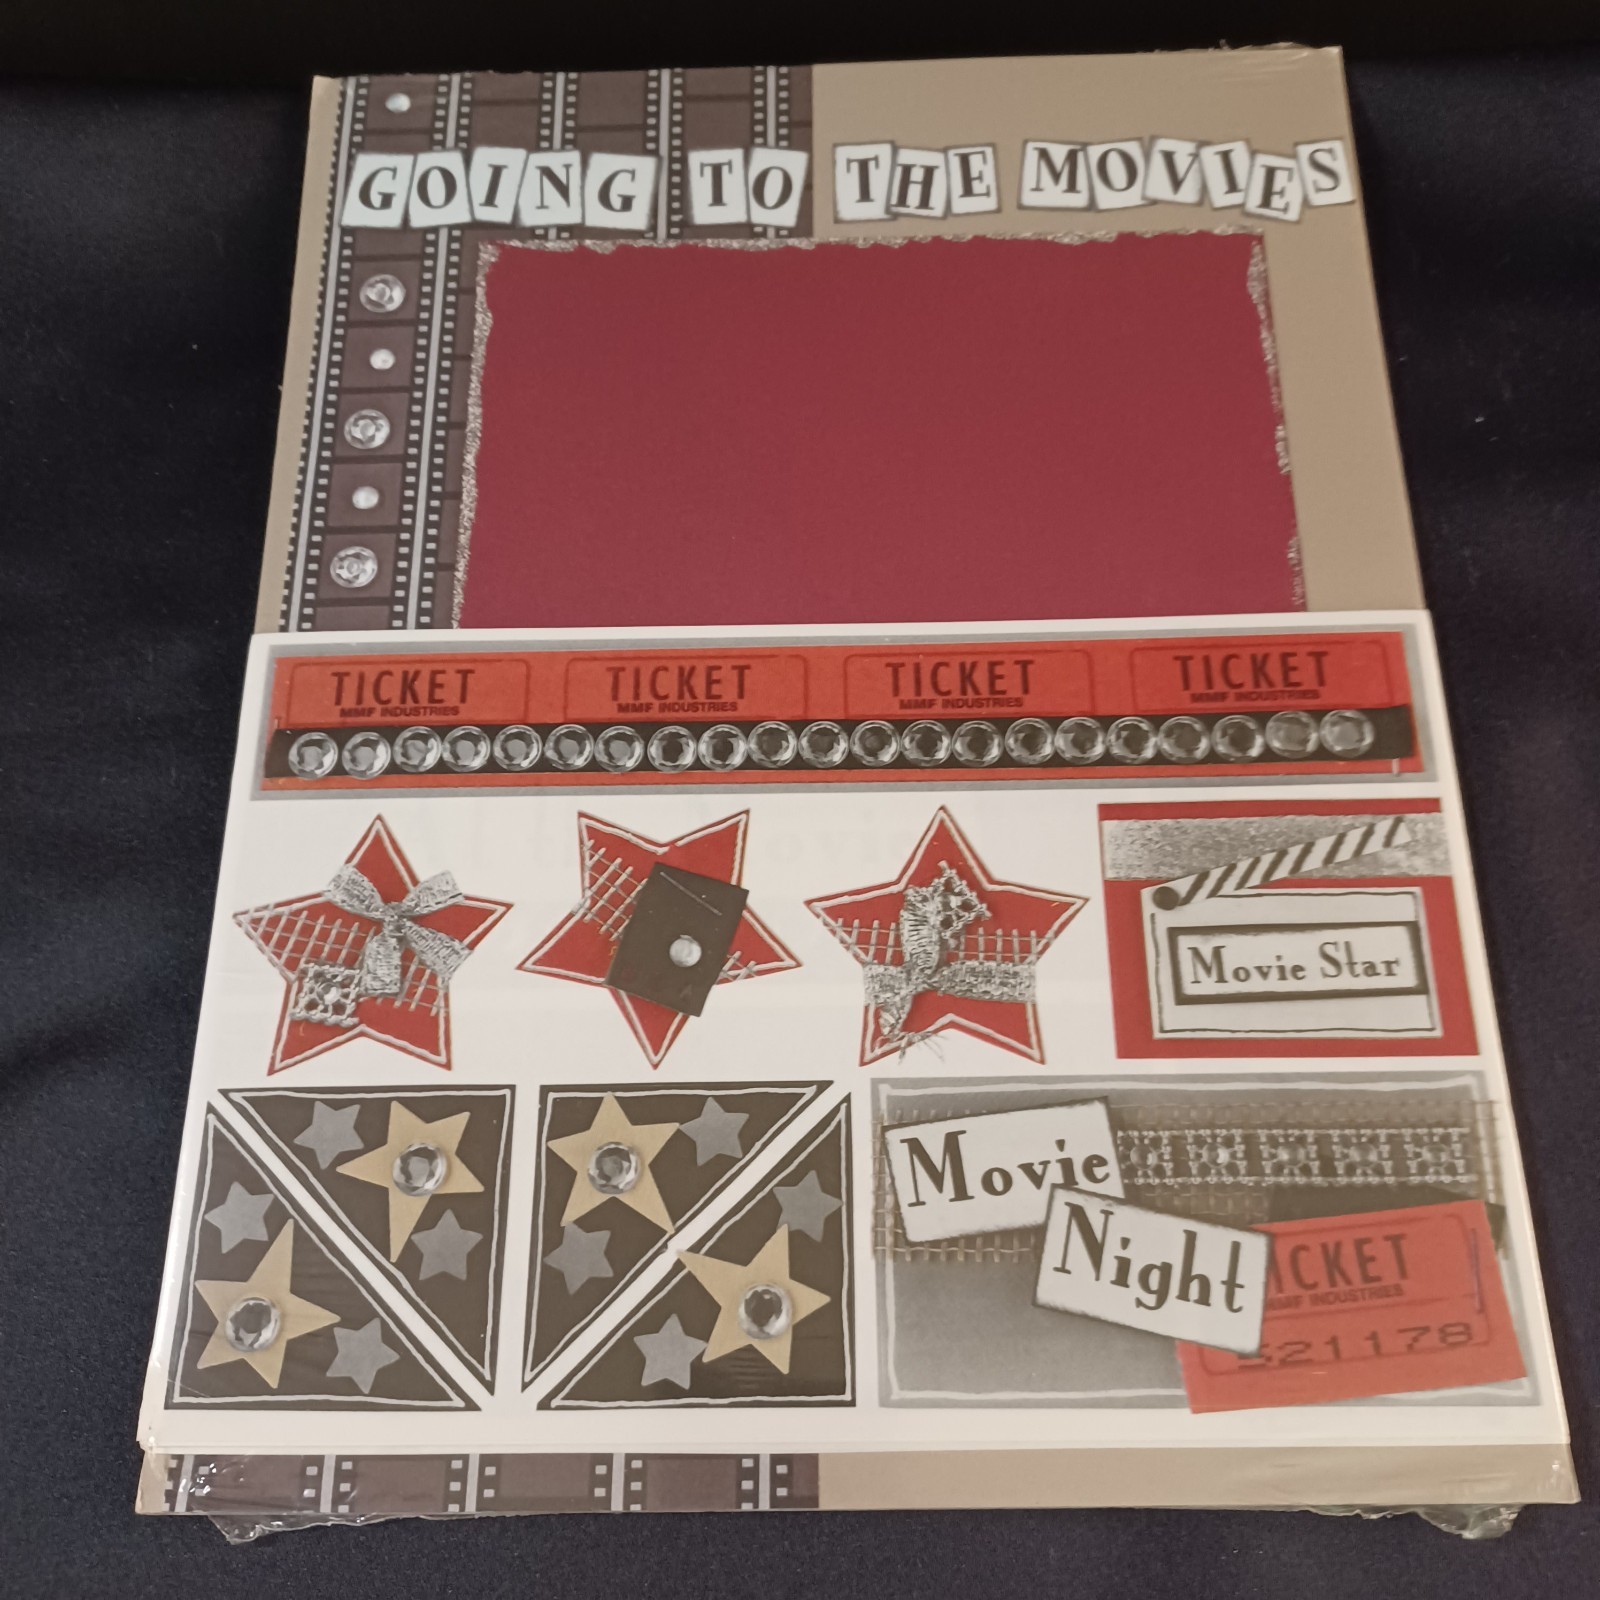 GOING TO THE MOVIES
TICKET TICKET TICKET TICKET
MMF INDUSTRIES MMF INDUSTRIES MMF INDUSTRIES MMF INDUSTRIES
Movie Star
Movie
Night
ICKET
MMF INDUSTRIES
521178